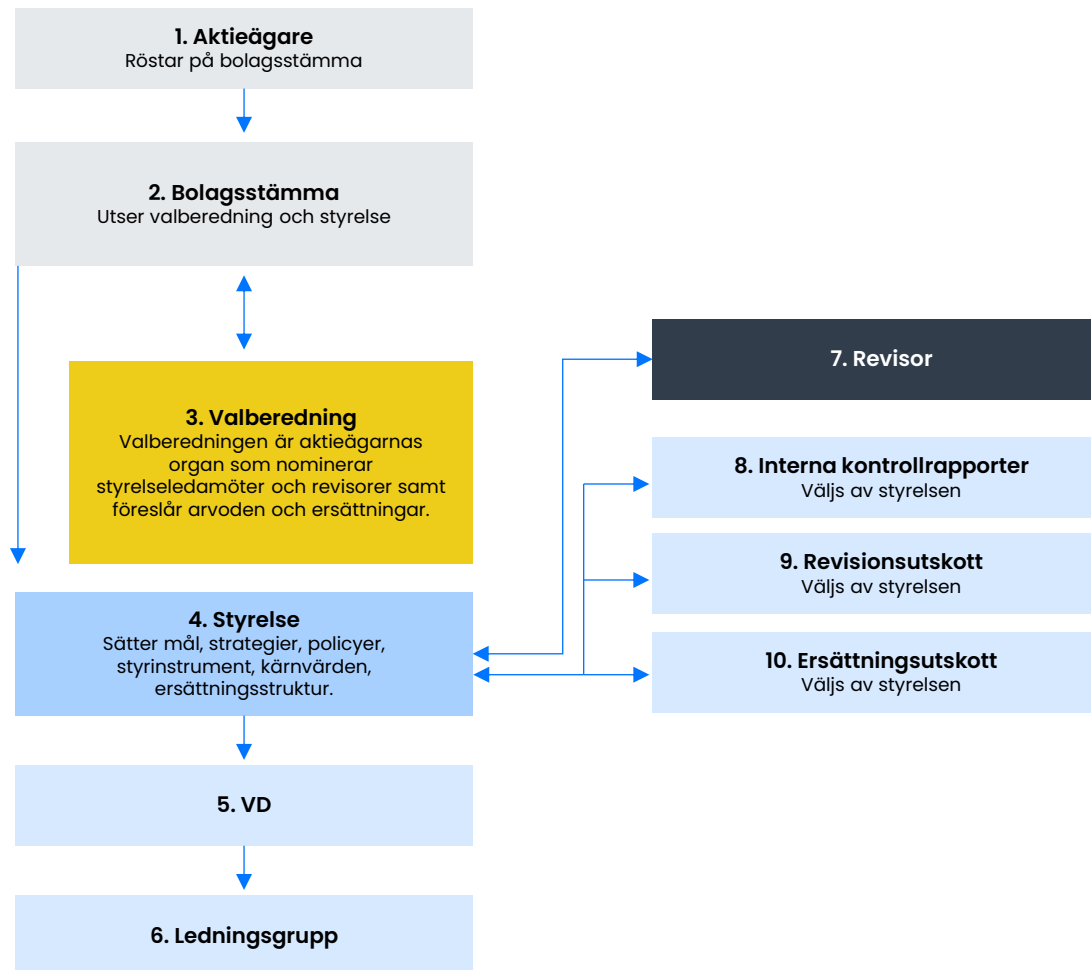 1. Aktieägare
Röstar på bolagsstämma
2. Bolagsstämma
Utser valberedning och styrelse
3. Valberedning
Valberedningen är aktieägarnas
organ som nominerar
styrelseledamöter och revisorer samt
föreslår arvoden och ersättningar.
4. Styrelse
Sätter mål, strategier, policyer,
styrinstrument, kärnvärden,
ersättningsstruktur.
5. VD
6. Ledningsgrupp
7. Revisor
8. Interna kontrollrapporter
Väljs av styrelsen
9. Revisionsutskott
Väljs av styrelsen
10. Ersättningsutskott
Väljs av styrelsen